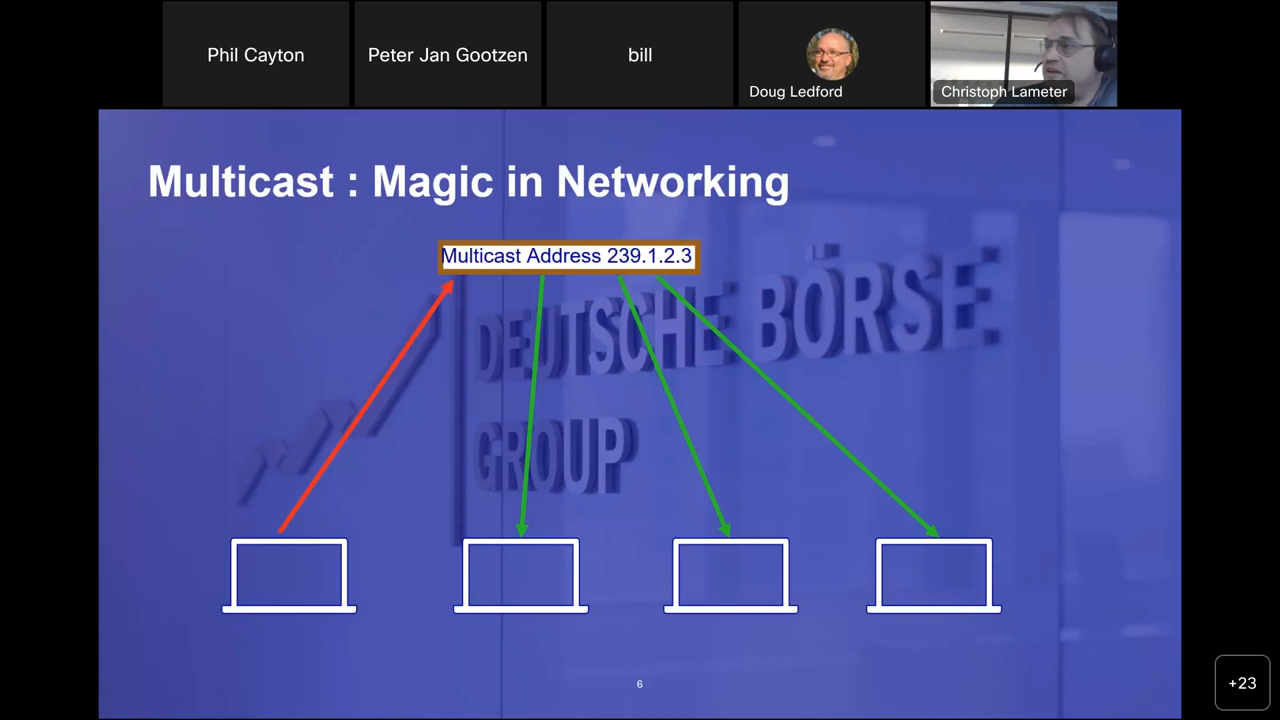 Phil Cayton
Peter Jan Gootzen
bill
Doug Ledford
Christoph Lameter
Multicast : Magic in Networking
Multicast Address 239.1.2.3
DEUTSCHE BÖRSE
GROUP
6
+23